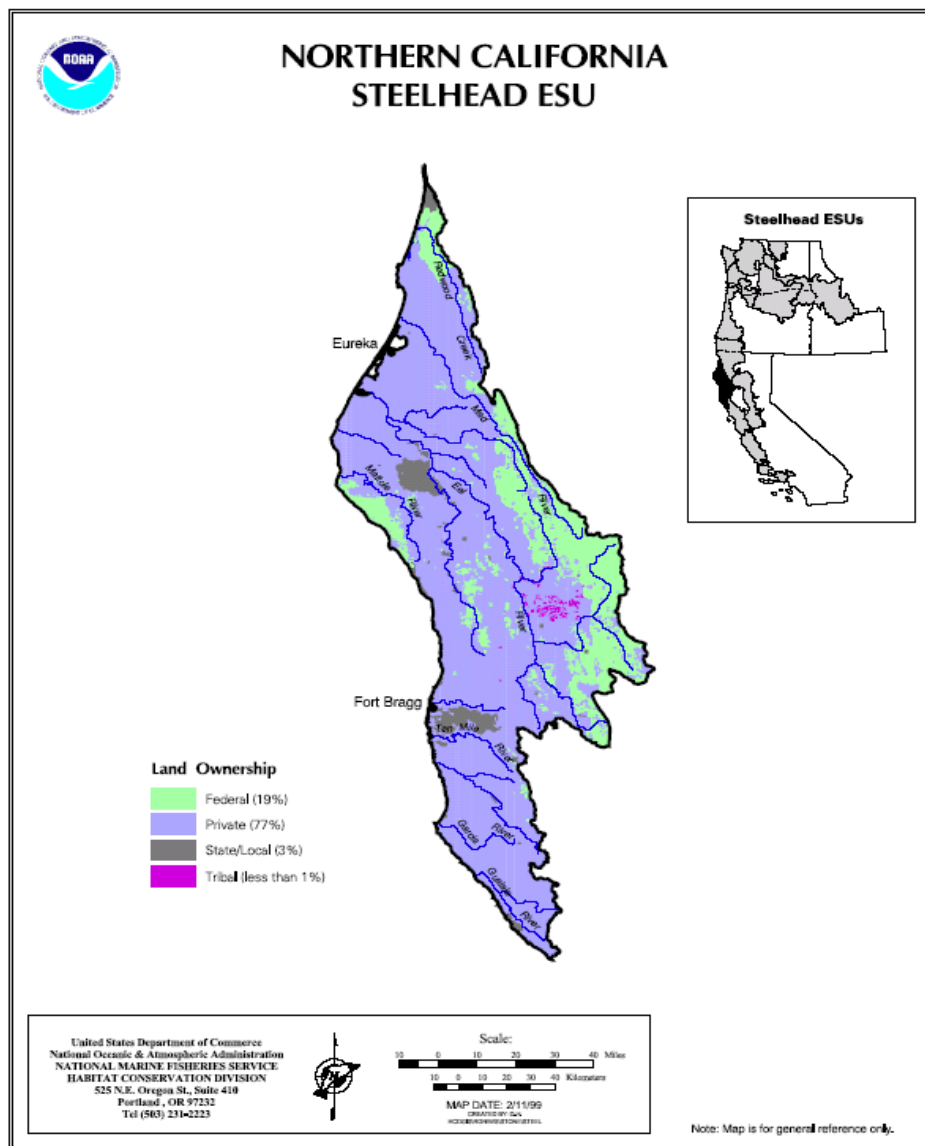 NOAA
NORTHERN CALIFORNIA
STEELHEAD ESU
Steelhead ESUs
Redwood
Creek
Eureka
Mad
River
Mattole
River
Eel
River
Fort Bragg
Ten Mile
River
Garcia
River
Gualala
River
Land Ownership
Federal (19%)
Private (77%)
State/Local (3%)
Tribal (less than 1%)
United States Department of Commerce
National Oceanic & Atmospheric Administration
NATIONAL MARINE FISHERIES SERVICE
HABITAT CONSERVATION DIVISION
525 N.E. Oregon St., Suite 410
Portland , OR 97232
Tel (503) 231-2223
Scale:
10 0 10 20 30 40 Miles
10 0 10 20 30 40 Kilometers
MAP DATE: 2/11/99
CREATED BY:
Note: Map is for general reference only.